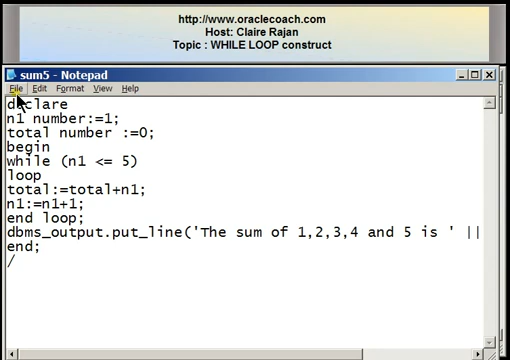 http://www.oraclecoach.com
Host: Claire Rajan
Topic : WHILE LOOP construct
sum5 - Notepad
File Edit Format View Help
declare
n1 number:=1;
total number :=0;
begin
while (n1 <= 5)
loop
total:=total+n1;
n1:=n1+1;
end loop;
dbms_output.put_line('The sum of 1,2,3,4 and 5 is ' ||
end;
/